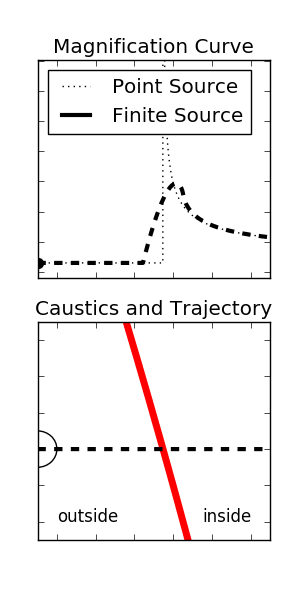 Magnification Curve
Point Source
Finite Source
Caustics and Trajectory
outside inside